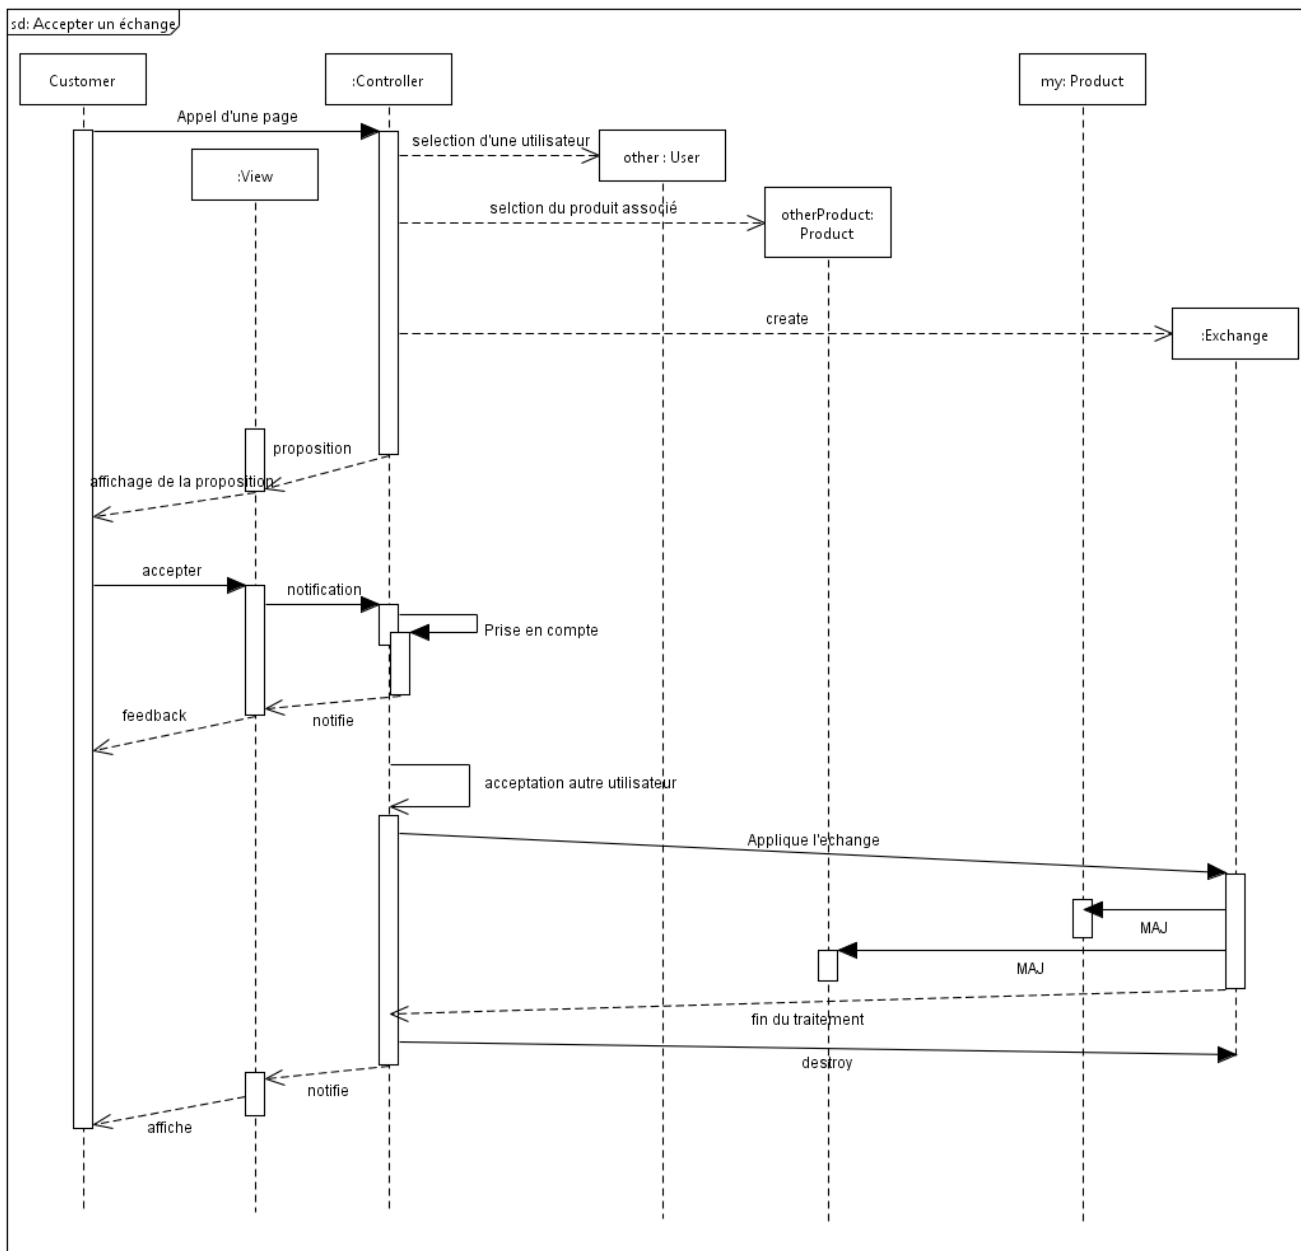 sd: Accepter un échange
Customer
:Controller
my: Product
Appel d'une page
selection d'une utilisateur
other : User
:View
selction du produit associé
otherProduct:
Product
create
:Exchange
proposition
affichage de la proposition
accepter
notification
Prise en compte
feedback
notifie
acceptation autre utilisateur
Applique l'echange
MAJ
MAJ
fin du traitement
destroy
notifie
affiche